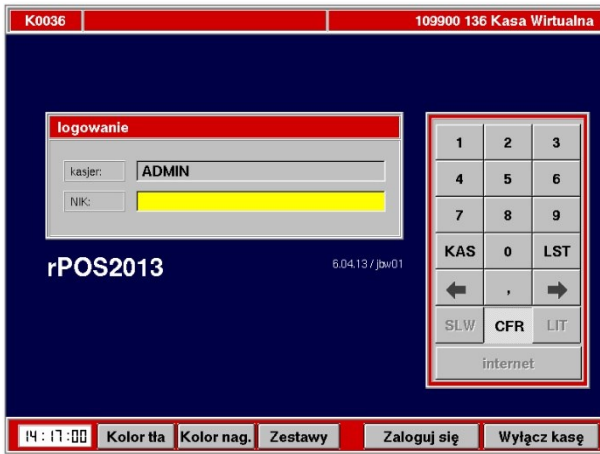 K0036 109900 136 Kasa Wirtualna
logowanie
kasjer: ADMIN
NIK:
rPOS2013 6.04.13 / jbw01
1 2 3
4 5 6
7 8 9
KAS 0 LST
,
SLW CFR LIT
internet
14:17:00 Kolor tła Kolor nag. Zestawy Zaloguj się Wyłącz kasę